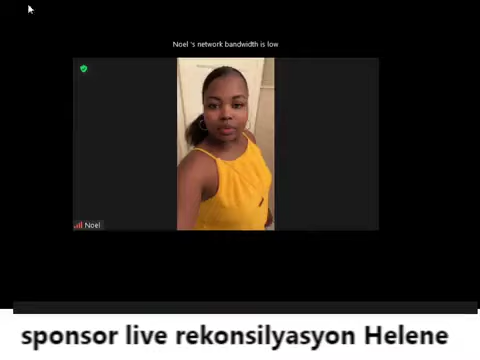 Noel 's network bandwidth is low
Noel
sponsor live rekonsilyasyon Helene